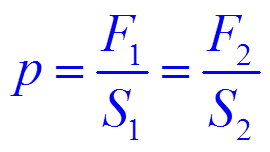 p = F₁/S₁ = F₂/S₂